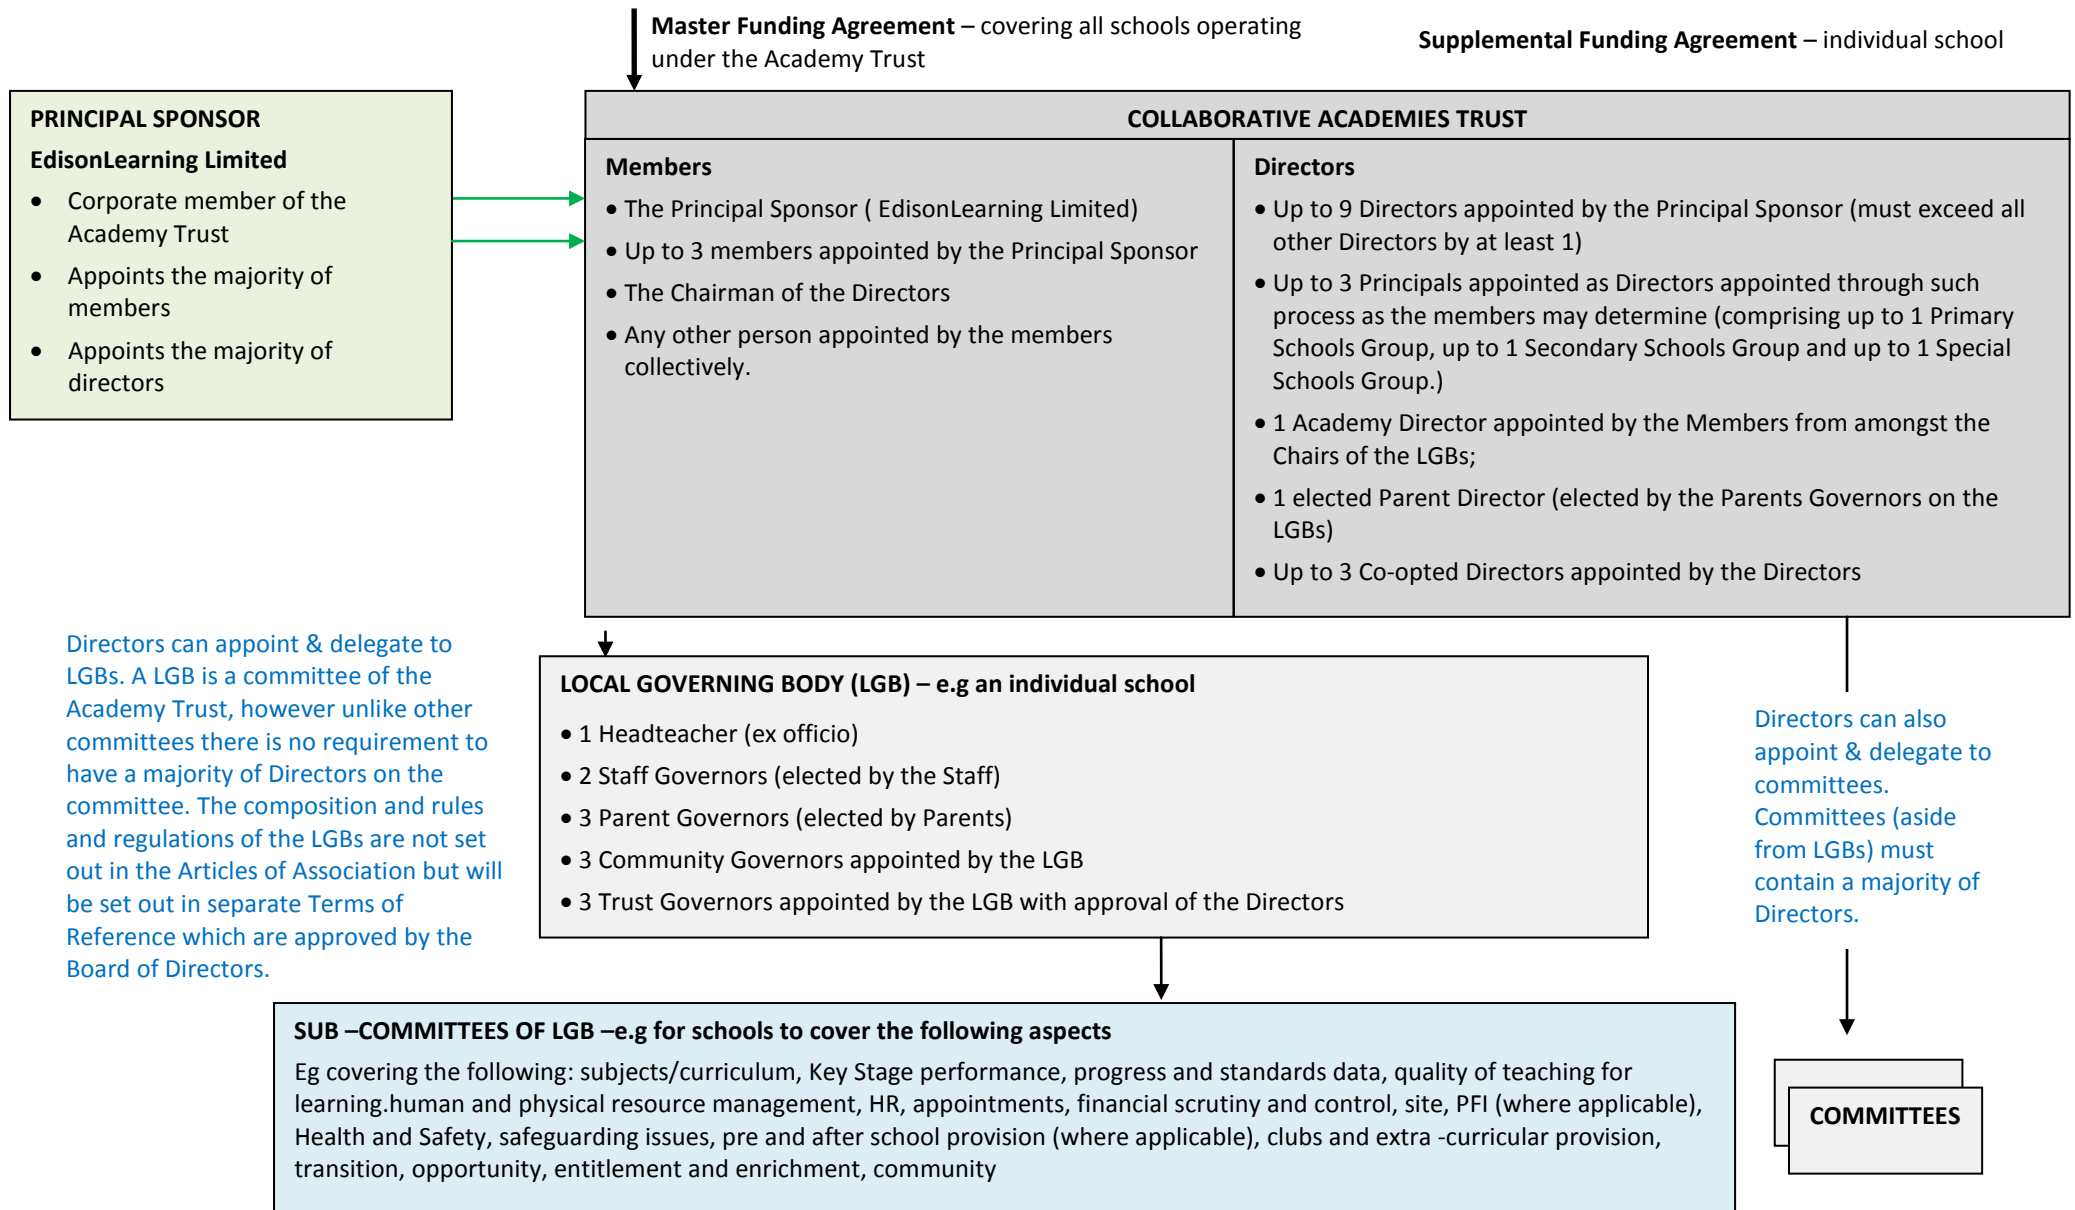 Master Funding Agreement – covering all schools operating
under the Academy Trust
Supplemental Funding Agreement – individual school
PRINCIPAL SPONSOR
EdisonLearning Limited
• Corporate member of the
Academy Trust
• Appoints the majority of
members
• Appoints the majority of
directors
COLLABORATIVE ACADEMIES TRUST
Members
• The Principal Sponsor ( EdisonLearning Limited)
• Up to 3 members appointed by the Principal Sponsor
• The Chairman of the Directors
• Any other person appointed by the members
collectively.
Directors
• Up to 9 Directors appointed by the Principal Sponsor (must exceed all
other Directors by at least 1)
• Up to 3 Principals appointed as Directors appointed through such
process as the members may determine (comprising up to 1 Primary
Schools Group, up to 1 Secondary Schools Group and up to 1 Special
Schools Group.)
• 1 Academy Director appointed by the Members from amongst the
Chairs of the LGBs;
• 1 elected Parent Director (elected by the Parents Governors on the
LGBs)
• Up to 3 Co-opted Directors appointed by the Directors
Directors can appoint & delegate to
LGBs. A LGB is a committee of the
Academy Trust, however unlike other
committees there is no requirement to
have a majority of Directors on the
committee. The composition and rules
and regulations of the LGBs are not set
out in the Articles of Association but will
be set out in separate Terms of
Reference which are approved by the
Board of Directors.
LOCAL GOVERNING BODY (LGB) – e.g an individual school
• 1 Headteacher (ex officio)
• 2 Staff Governors (elected by the Staff)
• 3 Parent Governors (elected by Parents)
• 3 Community Governors appointed by the LGB
• 3 Trust Governors appointed by the LGB with approval of the Directors
Directors can also
appoint & delegate to
committees.
Committees (aside
from LGBs) must
contain a majority of
Directors.
SUB –COMMITTEES OF LGB –e.g for schools to cover the following aspects
Eg covering the following: subjects/curriculum, Key Stage performance, progress and standards data, quality of teaching for
learning.human and physical resource management, HR, appointments, financial scrutiny and control, site, PFI (where applicable),
Health and Safety, safeguarding issues, pre and after school provision (where applicable), clubs and extra -curricular provision,
transition, opportunity, entitlement and enrichment, community
COMMITTEES